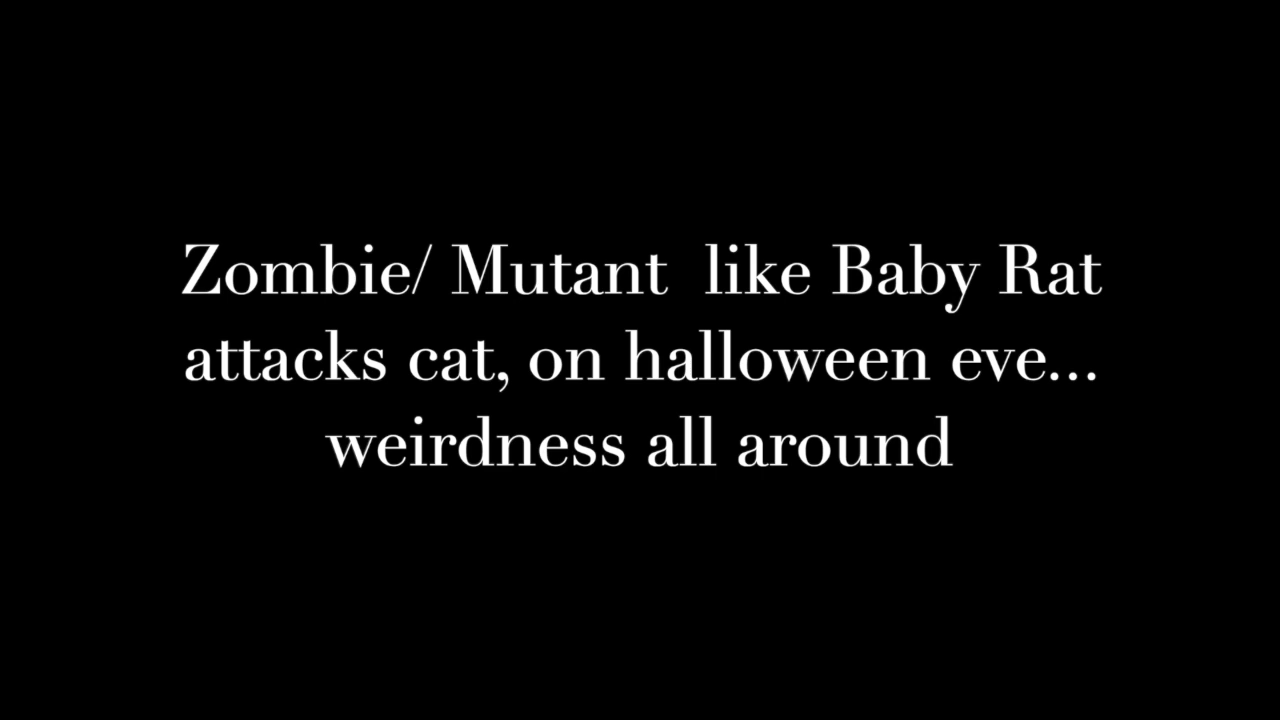 Zombie/ Mutant  like Baby Rat
attacks cat, on halloween eve...
weirdness all around